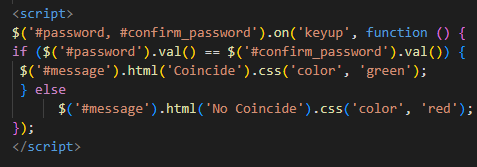 <script>
$('#password, #confirm_password').on('keyup', function () {
if ($('#password').val() == $('#confirm_password').val()) {
$('#message').html('Coincide').css('color', 'green');
} else
$('#message').html('No Coincide').css('color', 'red');
});
</script>